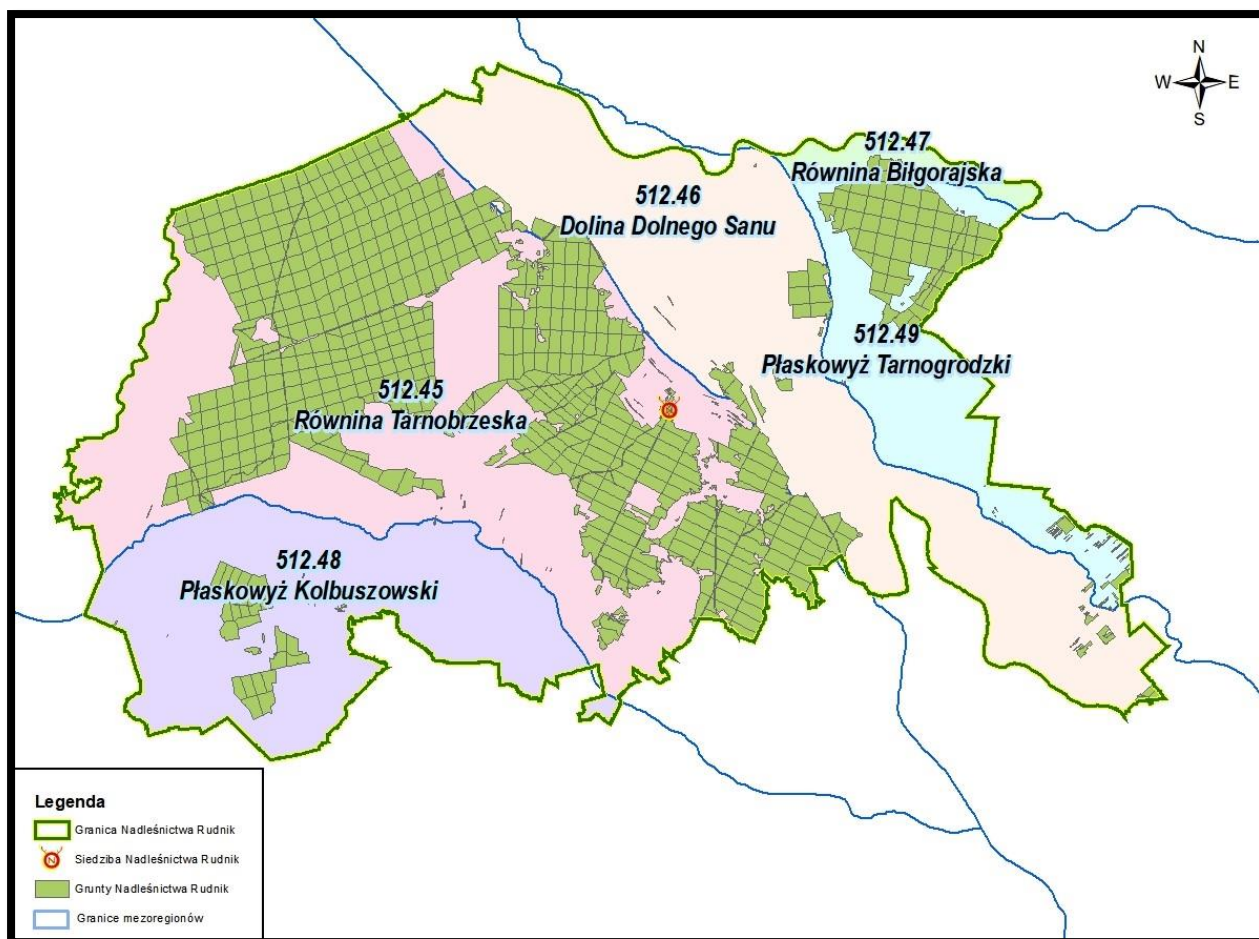 N
W E
S
512.47
Równina Biłgorajska
512.46
Dolina Dolnego Sanu
512.49
Płaskowyż Tarnogrodzki
512.45
Równina Tarnobrzeska
512.48
Płaskowyż Kolbuszowski
Legenda
Granica Nadleśnictwa Rudnik
N Siedziba Nadleśnictwa Rudnik
Grunty Nadleśnictwa Rudnik
Granice mezoregionów